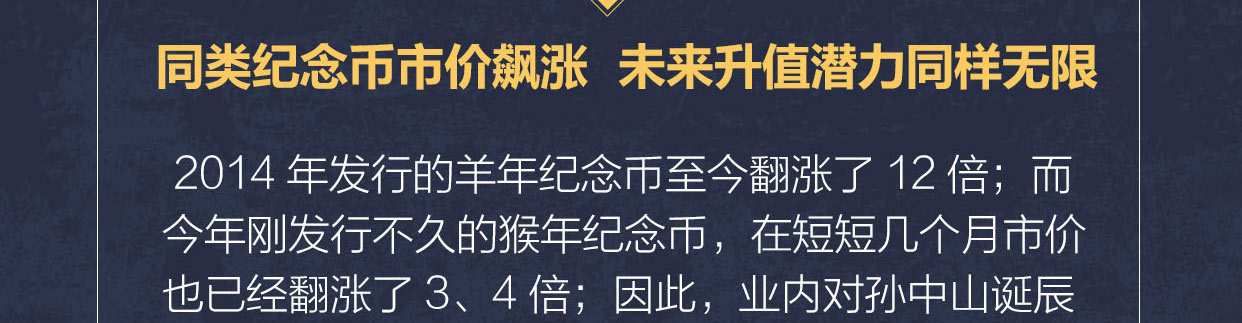 同类纪念币市价飙涨 未来升值潜力同样无限
2014 年发行的羊年纪念币至今翻涨了 12 倍；而
今年刚发行不久的猴年纪念币，在短短几个月市价
也已经翻涨了 3、4 倍；因此，业内对孙中山诞辰